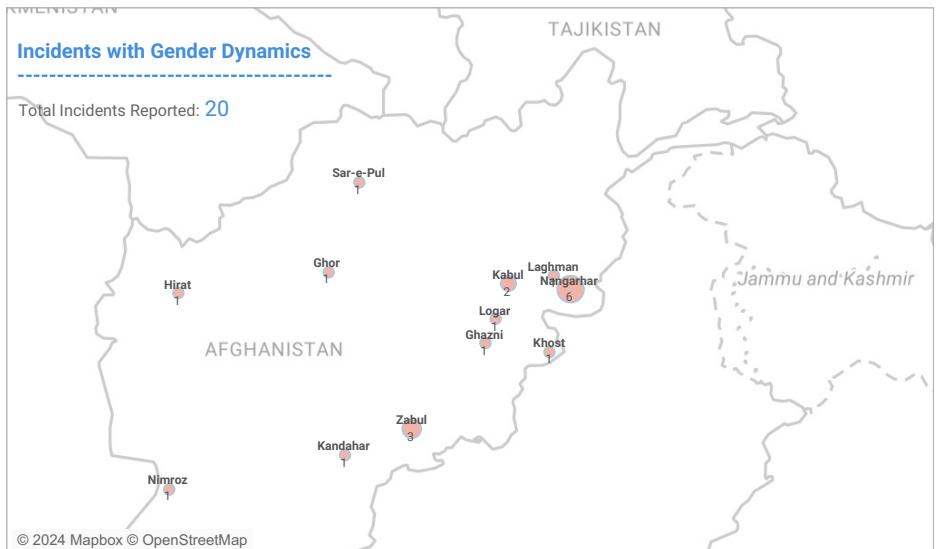 RKMENISTAN
TAJIKISTAN
Incidents with Gender Dynamics
----------------------------------------
Total Incidents Reported: 20
Sar-e-Pul
1
Ghor
1
Hirat
1
Laghman
1
Kabul
2
Nangarhar
6
Jammu and Kashmir
Logar
1
Ghazni
1
Khost
1
AFGHANISTAN
Zabul
3
Kandahar
1
Nimroz
1
© 2024 Mapbox © OpenStreetMap